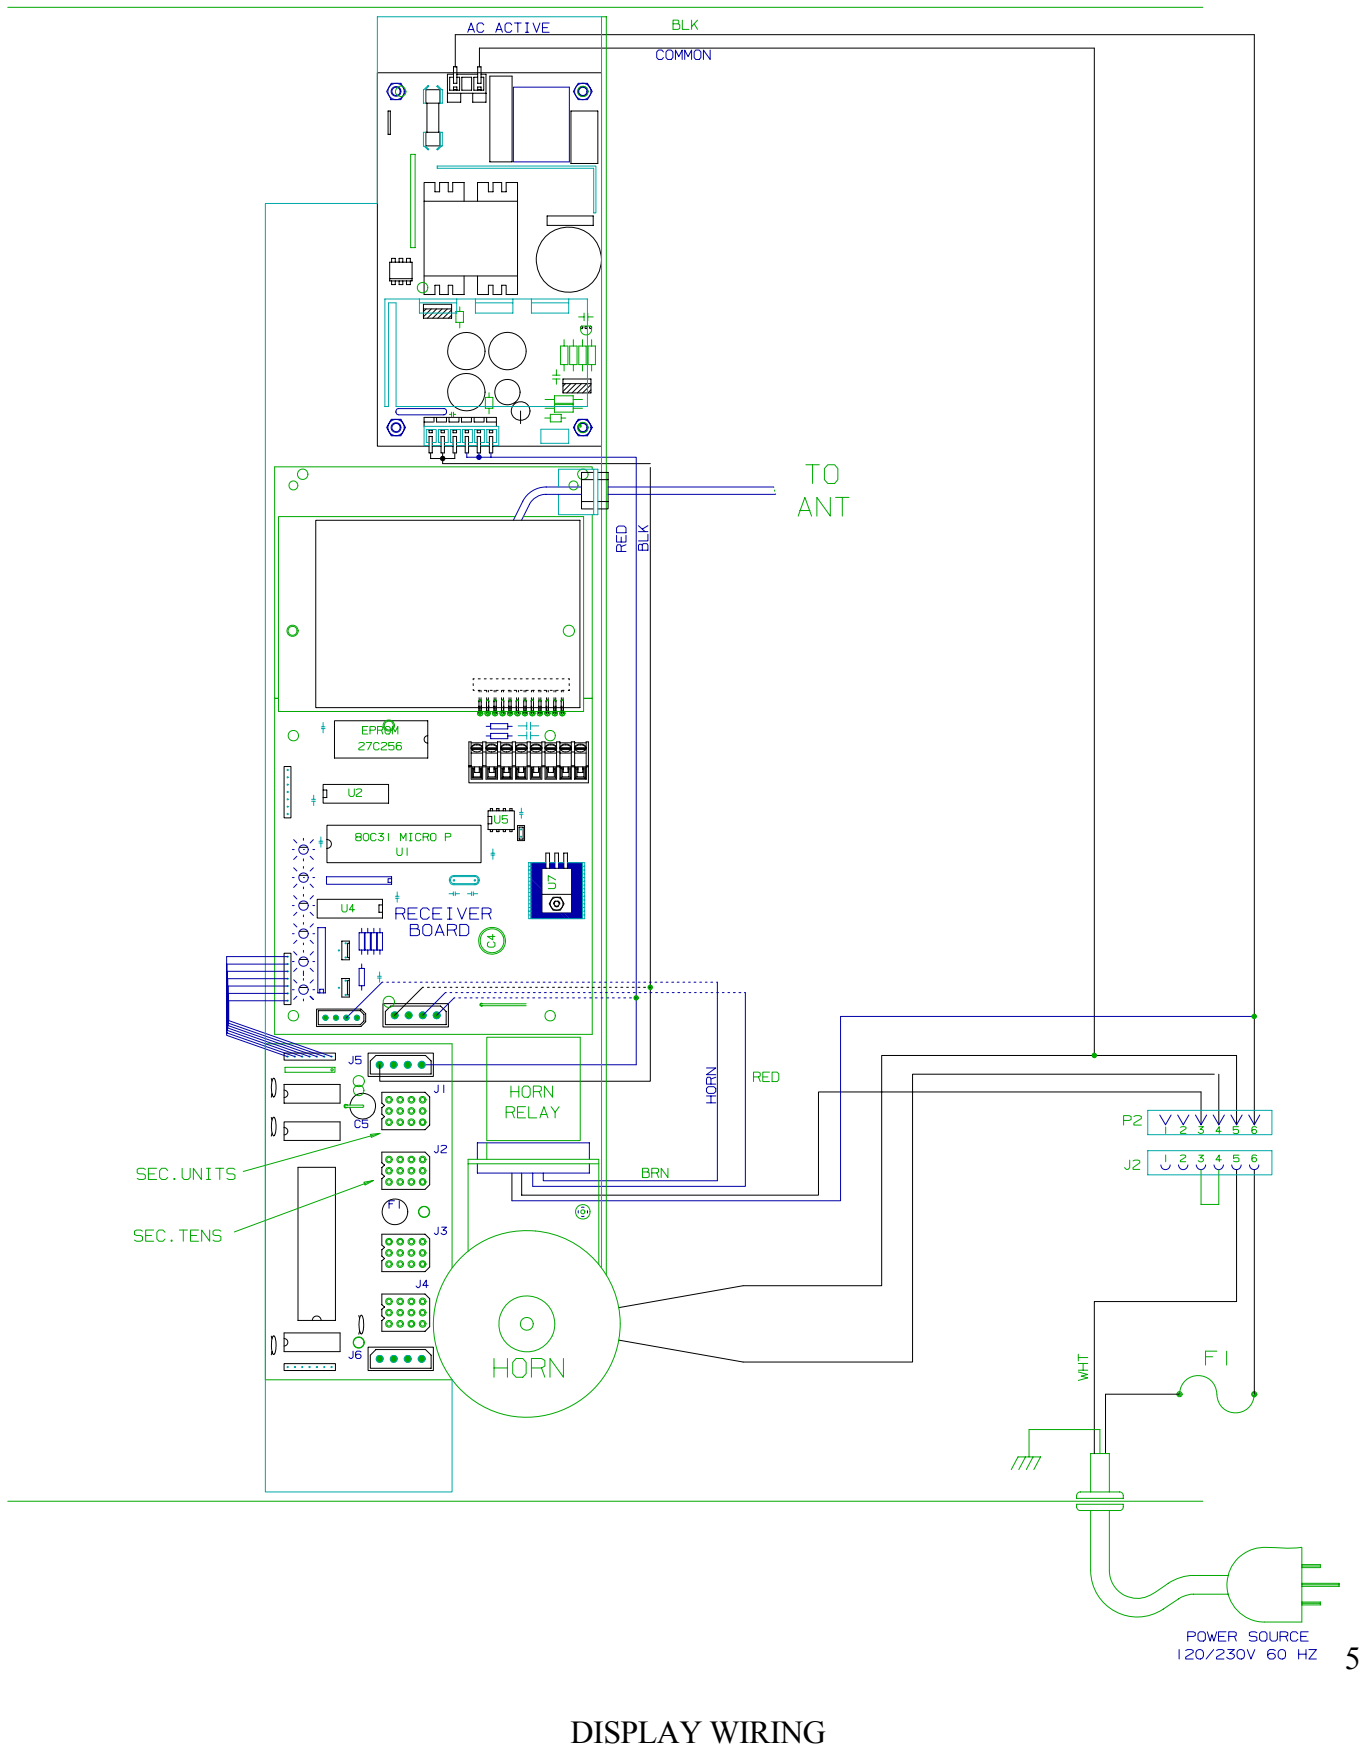 AC ACTIVE
BLK
COMMON
TO
ANT
RED
BLK
EPROM
27C256
U2
U5
80C31 MICRO P
U1
U7
U4
RECEIVER
BOARD
C4
J5
J1
C5
HORN
RELAY
HORN
RED
P2
1 2 3 4 5 6
J2
1 2 3 4 5 6
SEC.UNITS
J2
BRN
SEC.TENS
F1
J3
J4
J6
HORN
WHT
F1
POWER SOURCE
120/230V 60 HZ
5
DISPLAY WIRING